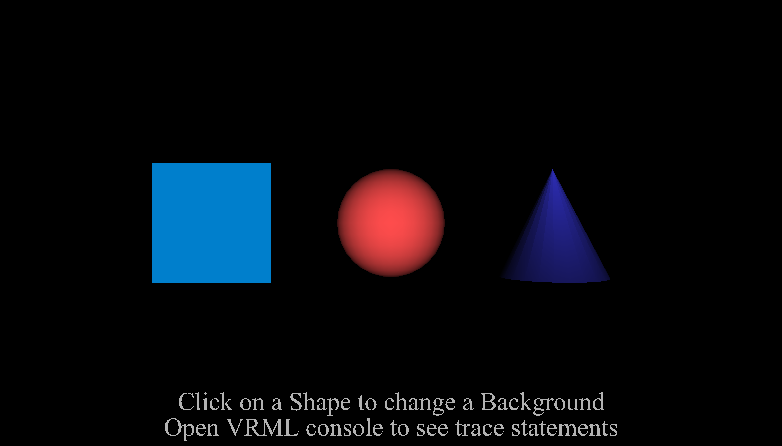 Click on a Shape to change a Background
Open VRML console to see trace statements